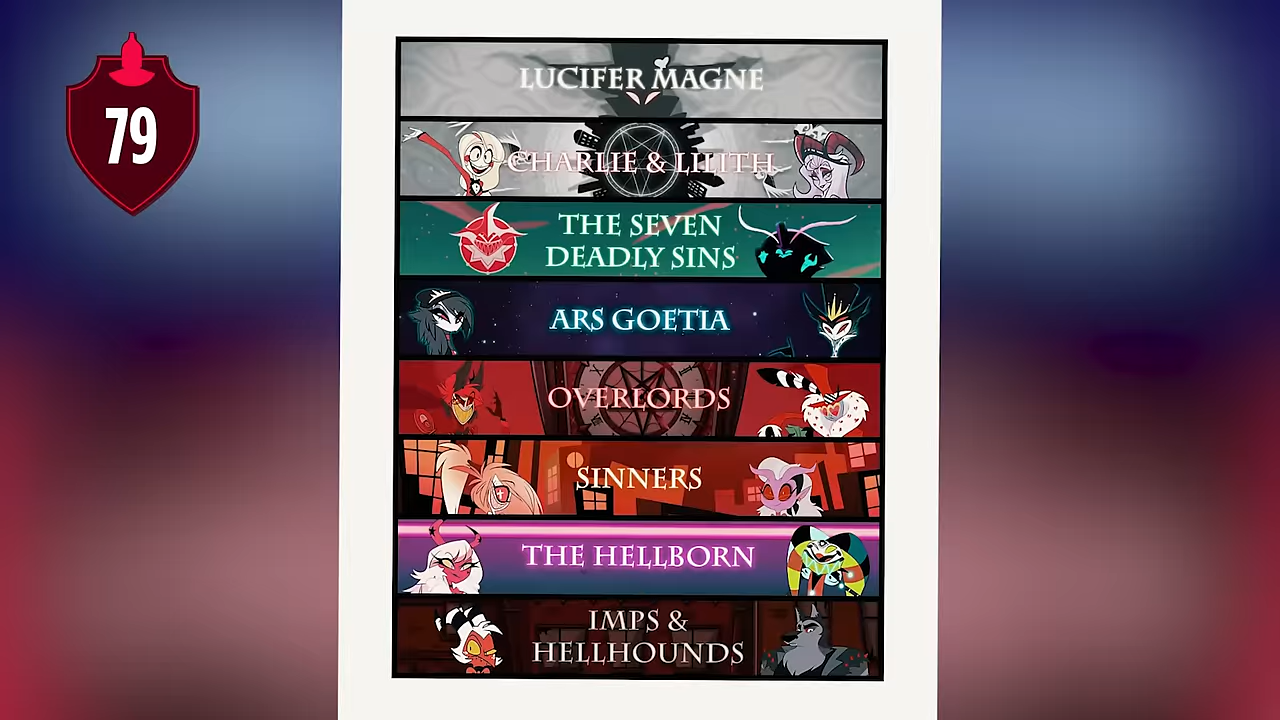 79
LUCIFER MAGNE
CHARLIE & LILITH
THE SEVEN
DEADLY SINS
ARS GOETIA
OVERLORDS
SINNERS
THE HELLBORN
IMPS &
HELLHOUNDS